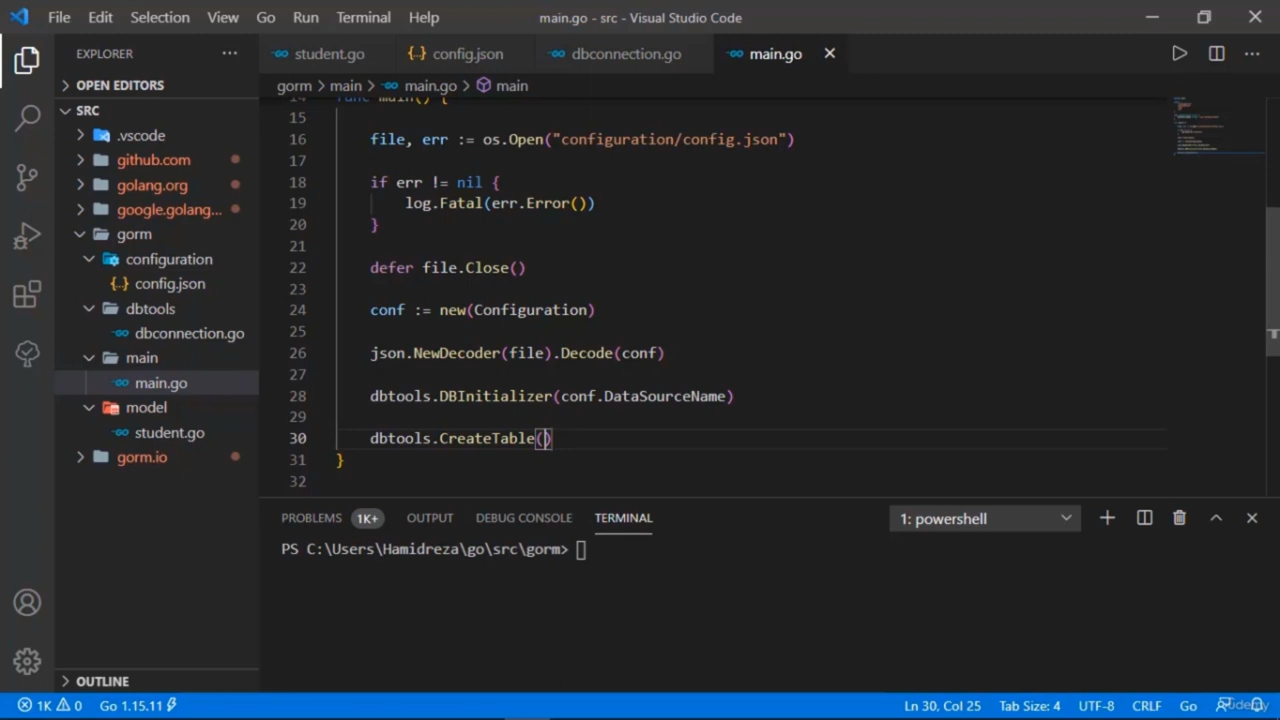 File Edit Selection View Go Run Terminal Help main.go - src - Visual Studio Code
EXPLORER
OPEN EDITORS
SRC
.vscode
github.com
golang.org
google.golang...
gorm
configuration
config.json
dbtools
dbconnection.go
main
main.go
model
student.go
gorm.io
OUTLINE
student.go config.json dbconnection.go main.go
gorm > main > main.go > main
14 func main() {
15
16 file, err := os.Open("configuration/config.json")
17
18 if err != nil {
19 log.Fatal(err.Error())
20 }
21
22 defer file.Close()
23
24 conf := new(Configuration)
25
26 json.NewDecoder(file).Decode(conf)
27
28 dbtools.DBInitializer(conf.DataSourceName)
29
30 dbtools.CreateTable()
31 }
32
PROBLEMS 1K+ OUTPUT DEBUG CONSOLE TERMINAL 1: powershell
PS C:\Users\Hamidreza\go\src\gorm>
1K 0 Go 1.15.11 Ln 30, Col 25 Tab Size: 4 UTF-8 CRLF Go